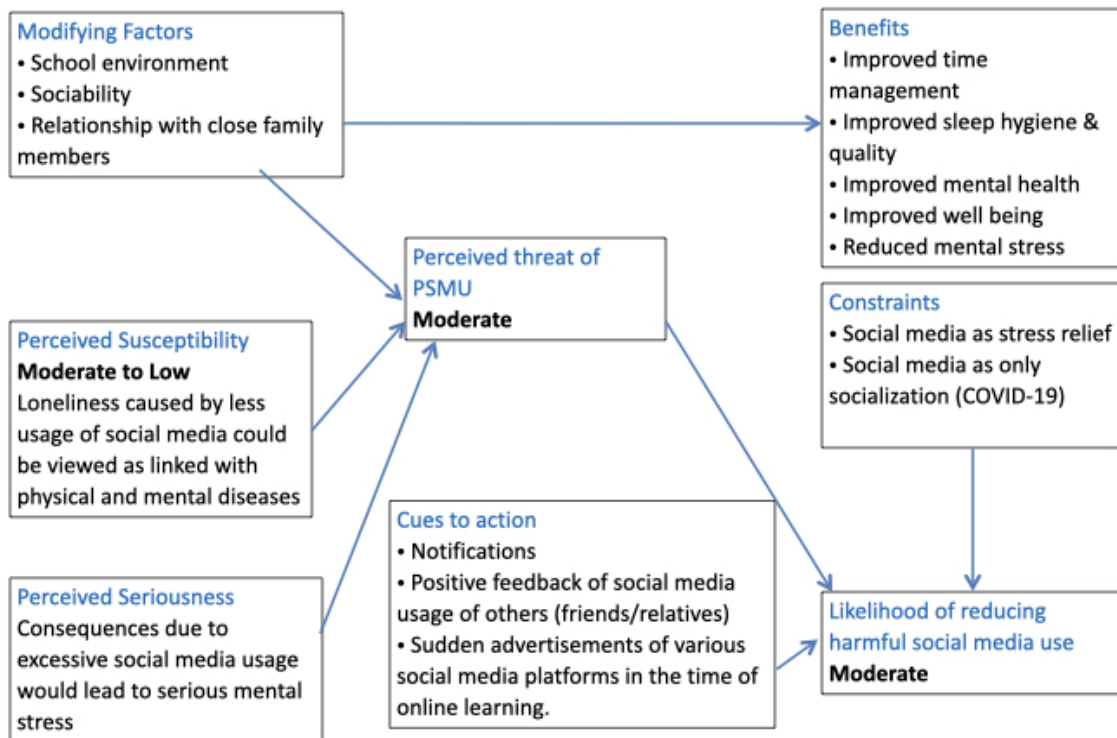 Modifying Factors
• School environment
• Sociability
• Relationship with close family
members
Benefits
• Improved time
management
• Improved sleep hygiene &
quality
• Improved mental health
• Improved well being
• Reduced mental stress
Perceived threat of
PSMU
Moderate
Constraints
• Social media as stress relief
• Social media as only
socialization (COVID-19)
Perceived Susceptibility
Moderate to Low
Loneliness caused by less
usage of social media could
be viewed as linked with
physical and mental diseases
Cues to action
• Notifications
• Positive feedback of social media
usage of others (friends/relatives)
• Sudden advertisements of various
social media platforms in the time of
online learning.
Perceived Seriousness
Consequences due to
excessive social media usage
would lead to serious mental
stress
Likelihood of reducing
harmful social media use
Moderate